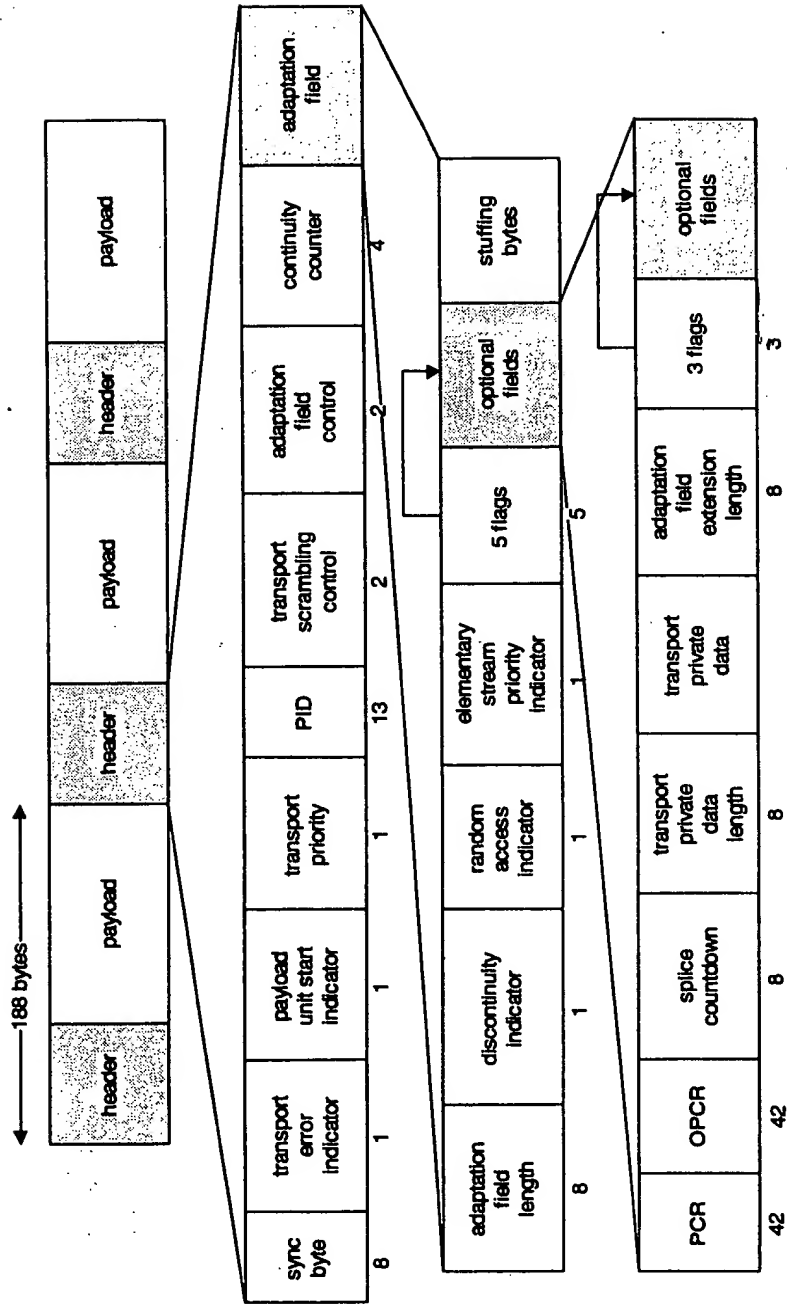 188 bytes
header
payload
header
payload
header
payload
sync
byte
transport
error
indicator
payload
unit start
indicator
transport
priority
PID
transport
scrambling
control
adaptation
field
control
continuity
counter
adaptation
field
8
1
1
1
13
2
2
4
adaptation
field
length
discontinuity
indicator
random
access
indicator
elementary
stream
priority
indicator
5 flags
optional
fields
stuffing
bytes
8
1
1
1
5
PCR
OPCR
splice
countdown
transport
private
data
length
transport
private
data
adaptation
field
extension
length
3 flags
optional
fields
42
42
8
8
8
3